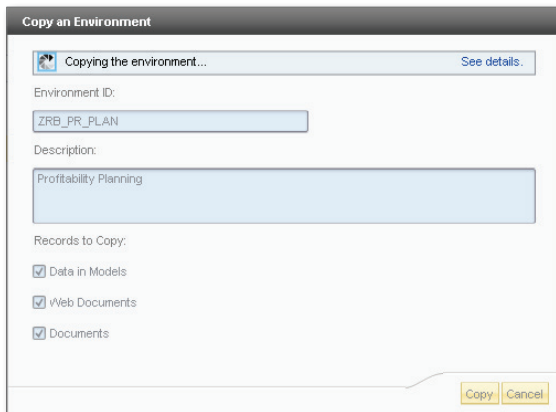 Copy an Environment
Copying the environment... See details.
Environment ID:
ZRB_PR_PLAN
Description:
Profitability Planning
Records to Copy:
Data in Models
Web Documents
Documents
Copy Cancel